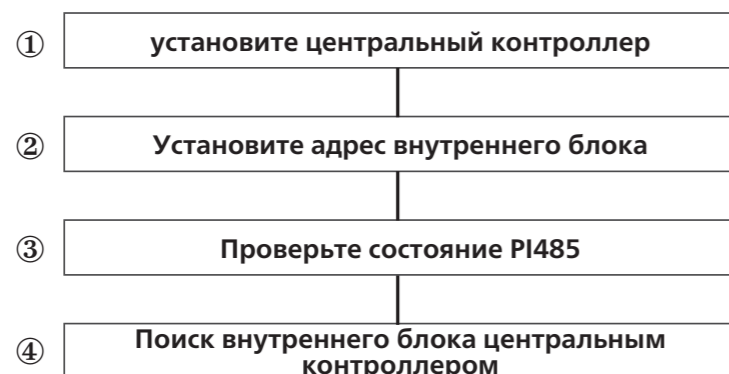 ① установите центральный контроллер
② Установите адрес внутреннего блока
③ Проверьте состояние PI485
④ Поиск внутреннего блока центральным
контроллером